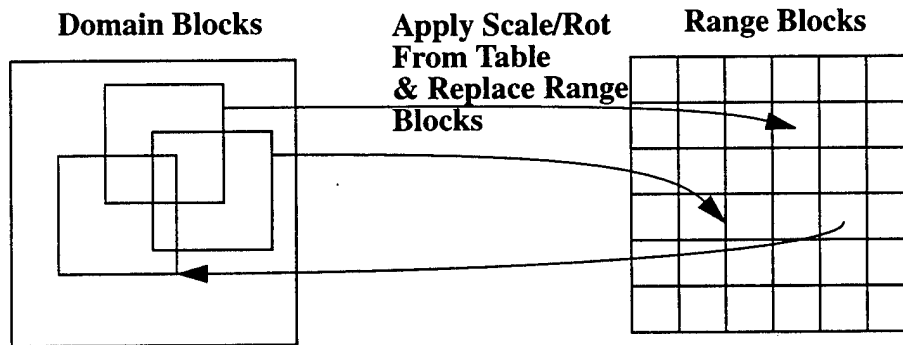 Domain Blocks
Apply Scale/Rot
From Table
& Replace Range
Blocks
Range Blocks